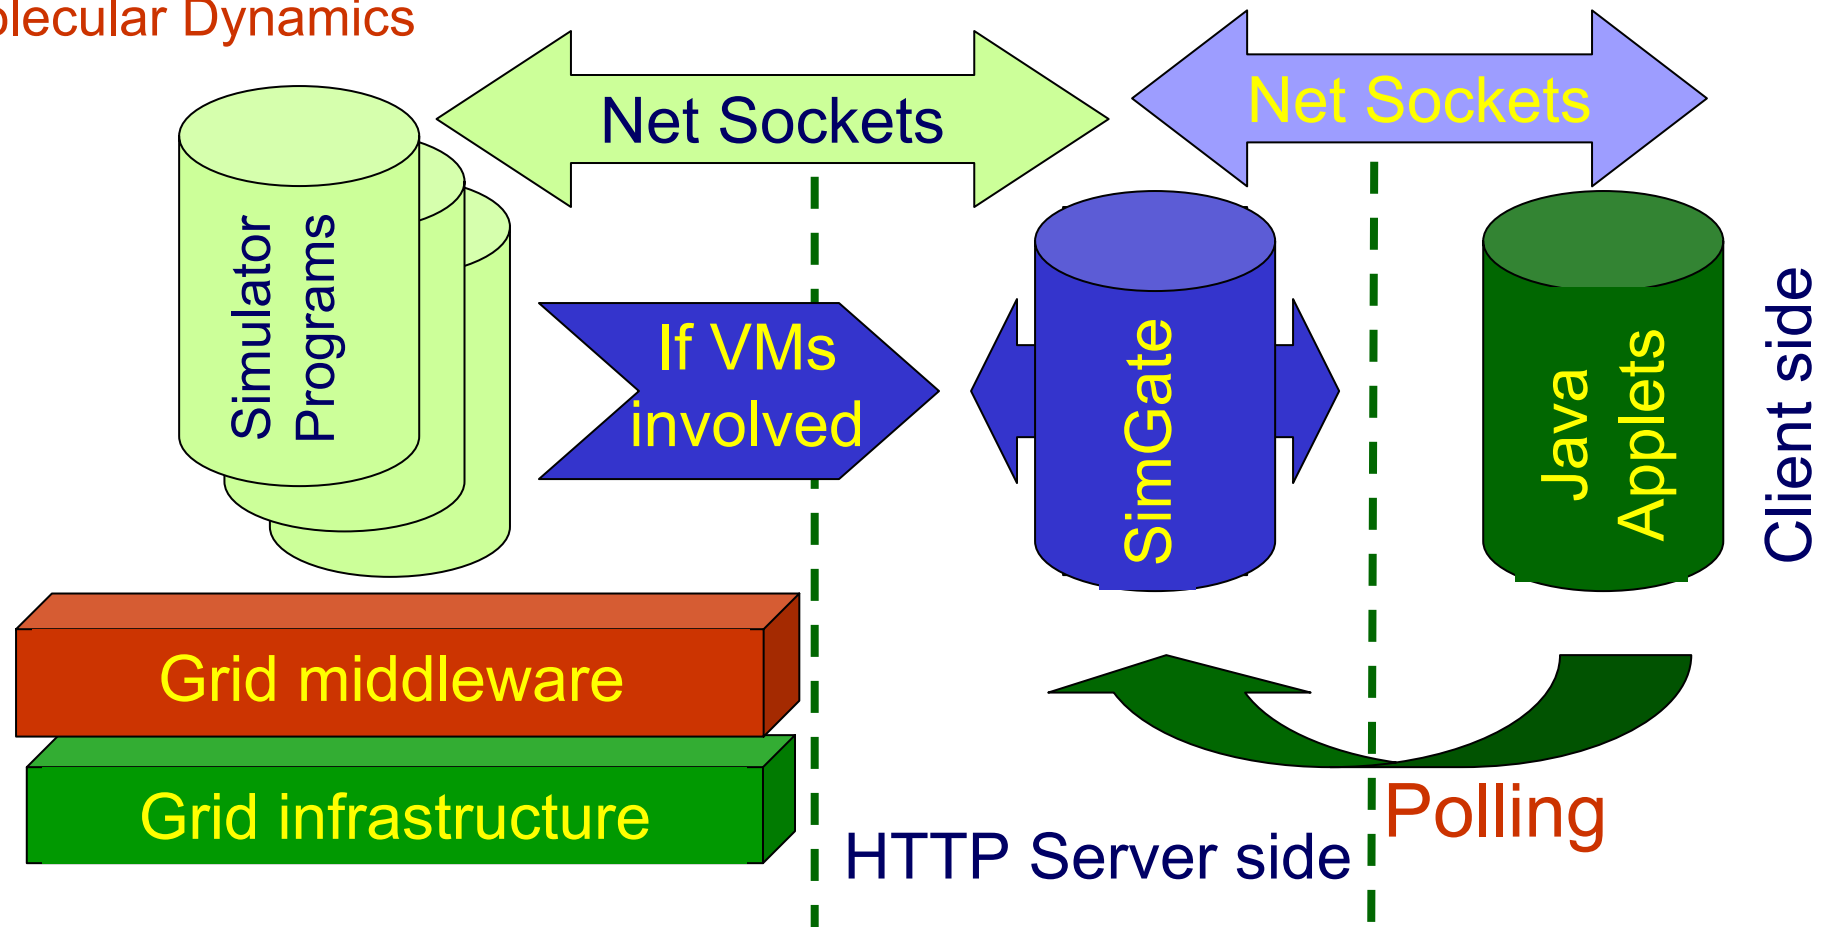 Dynamics
Net Sockets
Net Sockets
Simulator
Programs
If VMs
involved
SimGate
Java
Applets
Client side
Grid middleware
Grid infrastructure
Polling
HTTP Server side